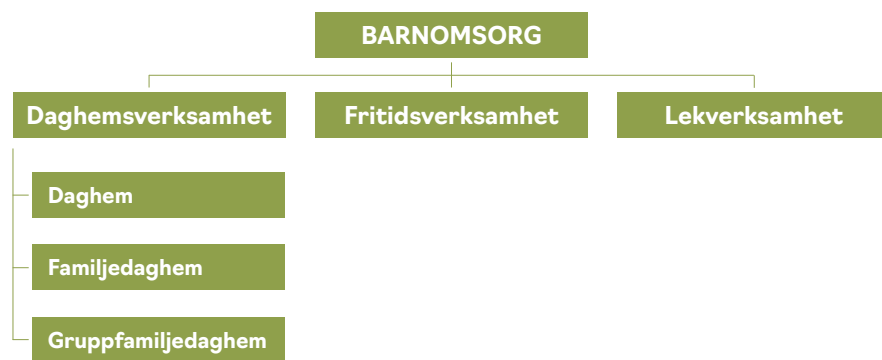 BARNOMSORG
Daghemsverksamhet
Fritidsverksamhet
Lekverksamhet
Daghem
Familjedaghem
Gruppfamiljedaghem